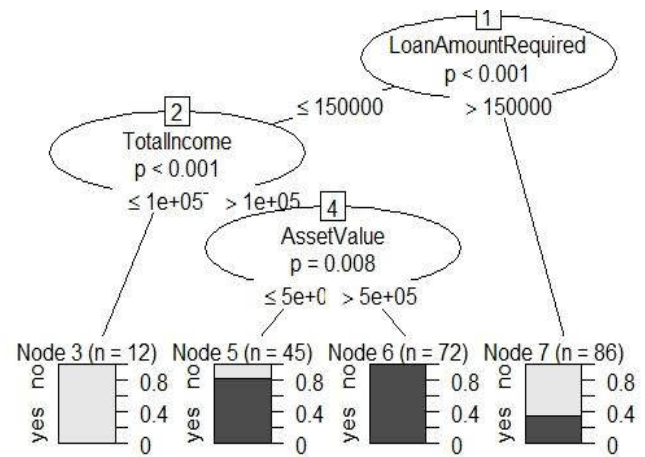 1
LoanAmountRequired
p < 0.001
≤ 150000 > 150000
2
TotalIncome
p < 0.001
≤ 1e+05 > 1e+05
4
AssetValue
p = 0.008
≤ 5e+0 > 5e+05
Node 3 (n = 12) Node 5 (n = 45) Node 6 (n = 72) Node 7 (n = 86)
yes no 0.8 0.4 0
yes no 0.8 0.4 0
yes no 0.8 0.4 0
yes no 0.8 0.4 0